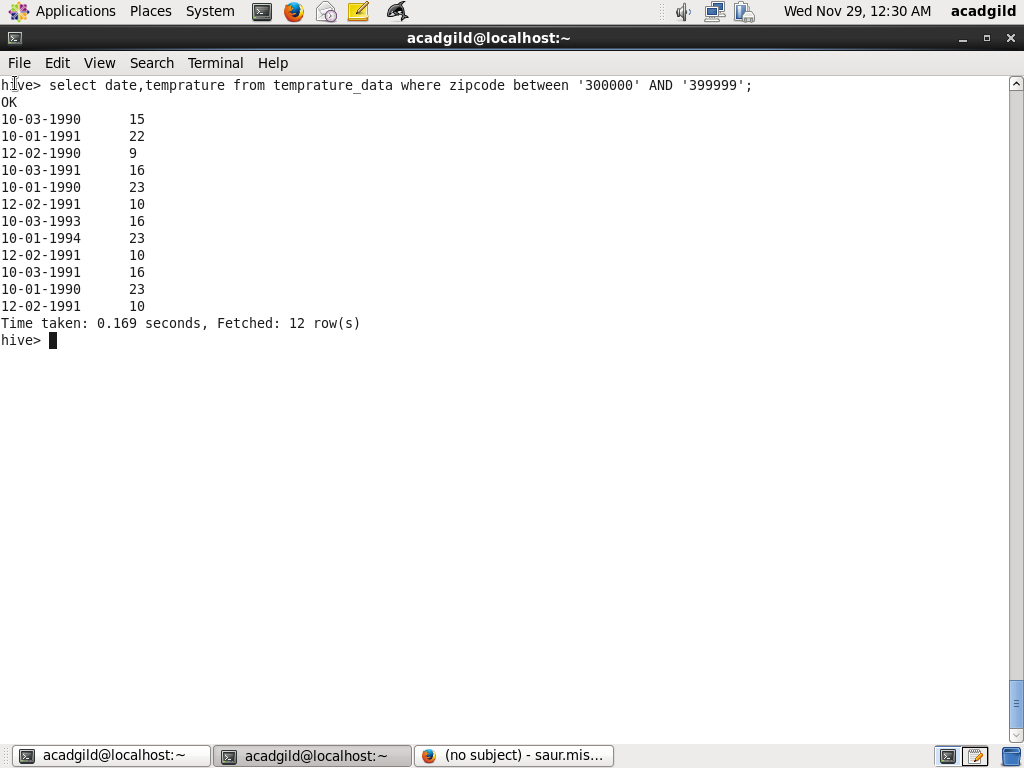 Applications Places System Wed Nov 29, 12:30 AM acadgild
acadgild@localhost:~
File Edit View Search Terminal Help
hive> select date,temprature from temprature_data where zipcode between '300000' AND '399999';
OK
10-03-1990 15
10-01-1991 22
12-02-1990 9
10-03-1991 16
10-01-1990 23
12-02-1991 10
10-03-1993 16
10-01-1994 23
12-02-1991 10
10-03-1991 16
10-01-1990 23
12-02-1991 10
Time taken: 0.169 seconds, Fetched: 12 row(s)
hive>
acadgild@localhost:~ acadgild@localhost:~ (no subject) - saur.mis...